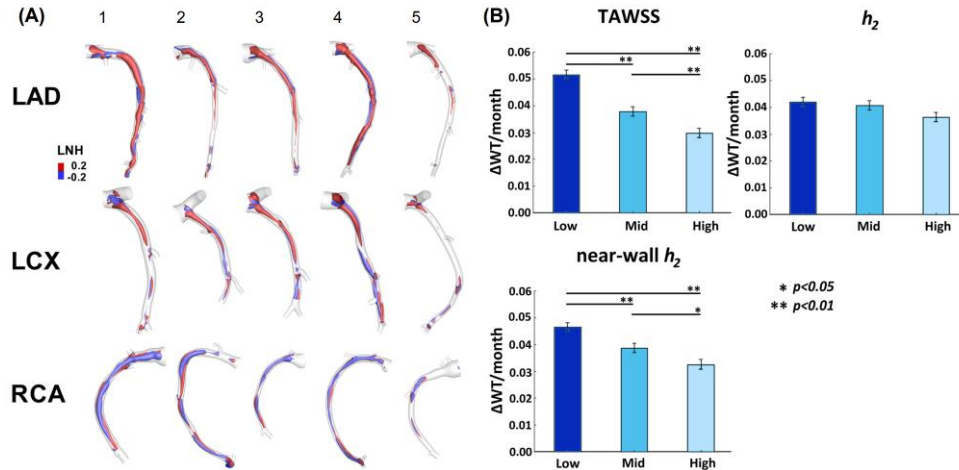 (A)
1 2 3 4 5
LAD
LNH
0.2
-0.2
LCX
RCA
(B)
TAWSS
ΔWT/month
0.06
0.05
0.04
0.03
0.02
0.01
0.00
** 
** **
Low Mid High
h₂
ΔWT/month
0.06
0.05
0.04
0.03
0.02
0.01
0.00
Low Mid High
near-wall h₂
ΔWT/month
0.06
0.05
0.04
0.03
0.02
0.01
0.00
**
** *
Low Mid High
* p<0.05
** p<0.01